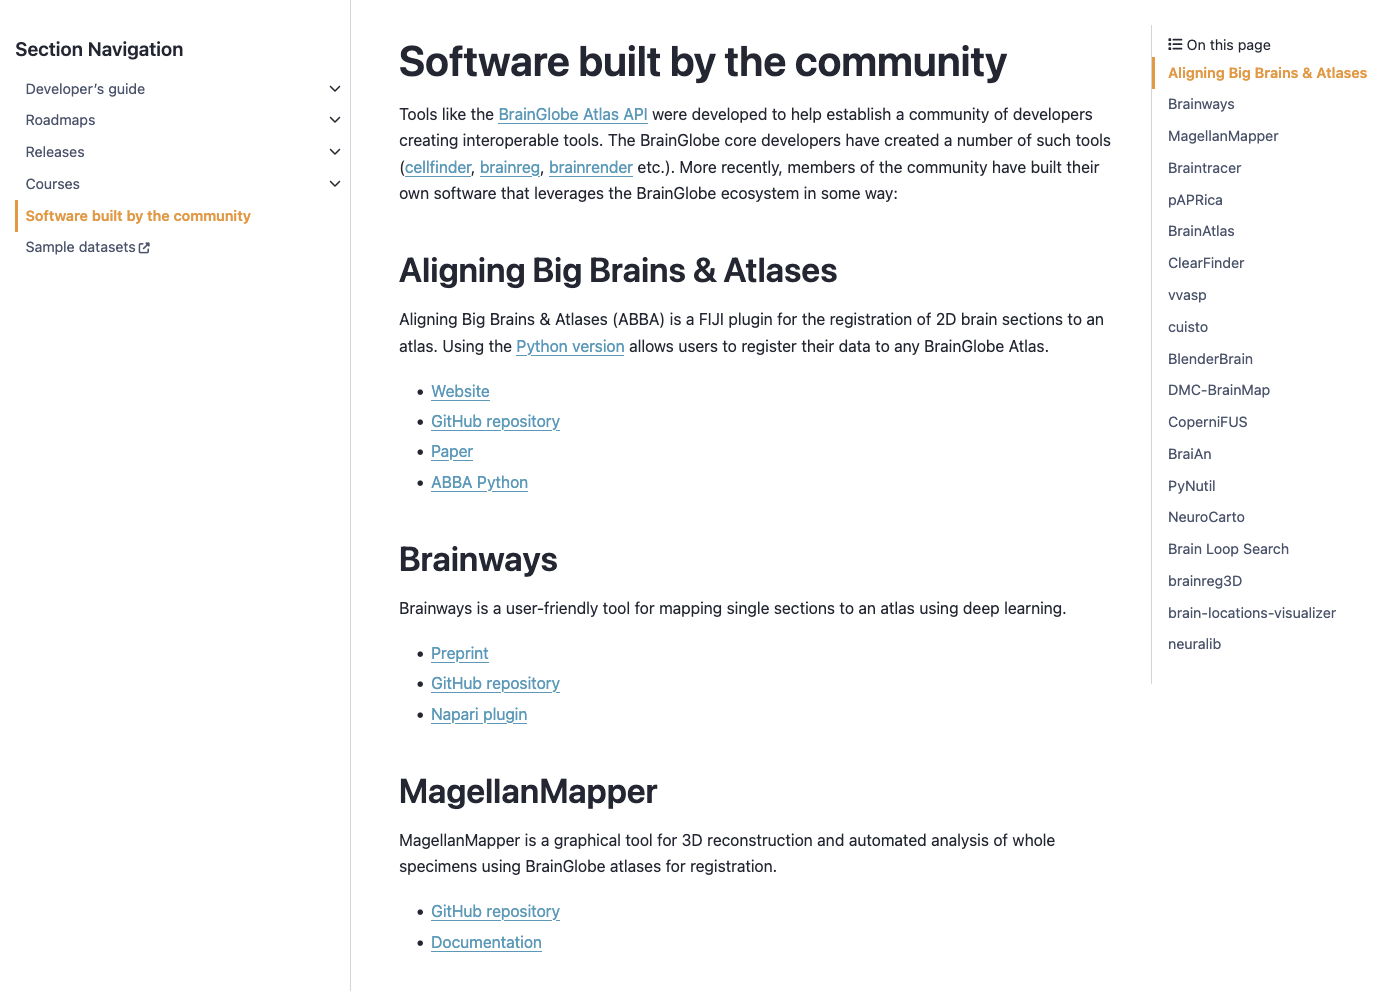 Section Navigation
Developer’s guide
Roadmaps
Releases
Courses
Software built by the community
Sample datasets
Software built by the community
Tools like the BrainGlobe Atlas API were developed to help establish a community of developers
creating interoperable tools. The BrainGlobe core developers have created a number of such tools
(cellfinder, brainreg, brainrender etc.). More recently, members of the community have built their
own software that leverages the BrainGlobe ecosystem in some way:
Aligning Big Brains & Atlases
Aligning Big Brains & Atlases (ABBA) is a FIJI plugin for the registration of 2D brain sections to an
atlas. Using the Python version allows users to register their data to any BrainGlobe Atlas.
• Website
• GitHub repository
• Paper
• ABBA Python
Brainways
Brainways is a user-friendly tool for mapping single sections to an atlas using deep learning.
• Preprint
• GitHub repository
• Napari plugin
MagellanMapper
MagellanMapper is a graphical tool for 3D reconstruction and automated analysis of whole
specimens using BrainGlobe atlases for registration.
• GitHub repository
• Documentation
On this page
Aligning Big Brains & Atlases
Brainways
MagellanMapper
Braintracer
pAPRica
BrainAtlas
ClearFinder
vvasp
cuisto
BlenderBrain
DMC-BrainMap
CoperniFUS
BraiAn
PyNutil
NeuroCarto
Brain Loop Search
brainreg3D
brain-locations-visualizer
neuralib